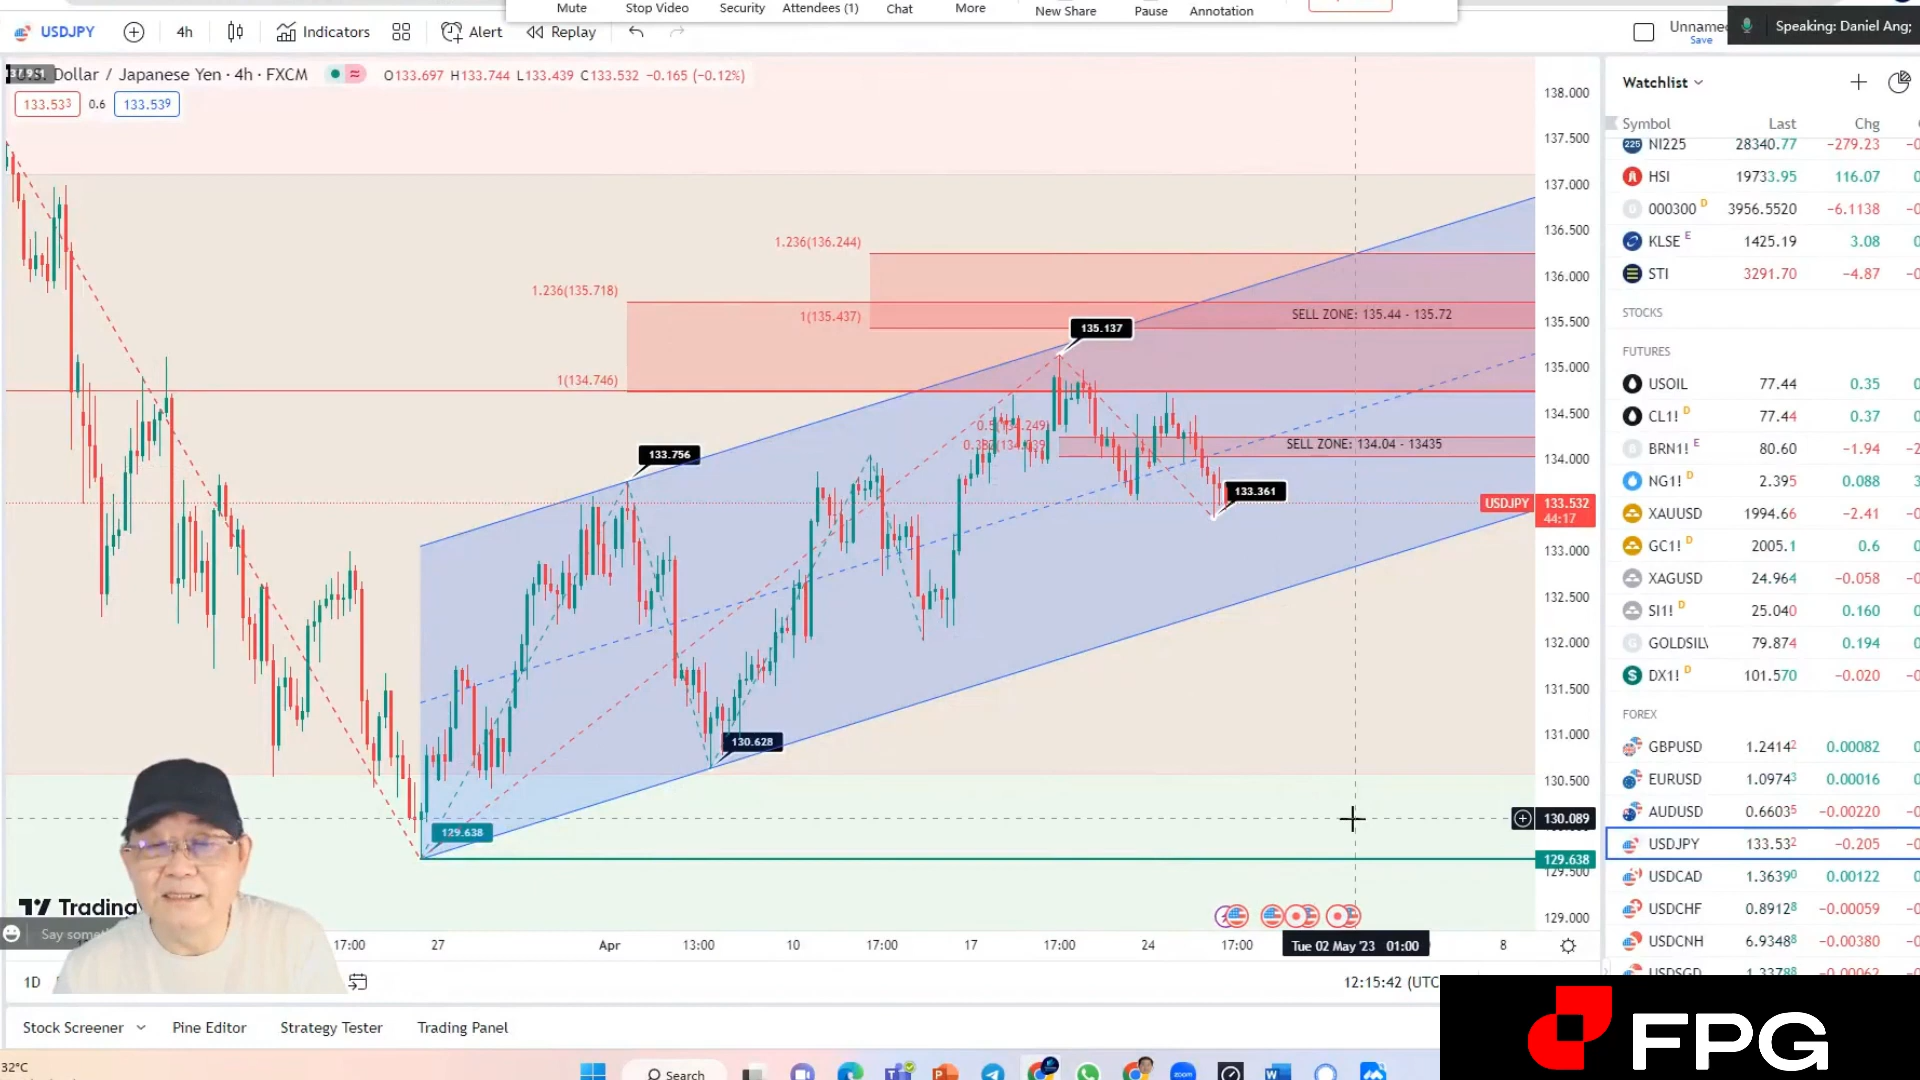 Mute Stop Video Security Attendees (1) Chat More New Share Pause Annotation
Speaking: Daniel Ang;
USDJPY 4h Indicators Alert Replay
Save
U.S. Dollar / Japanese Yen · 4h · FXCM O133.697 H133.744 L133.439 C133.532 −0.165 (−0.12%)
133.533 0.6 133.539
Watchlist
Symbol Last Chg
NI225 28340.77 −279.23
HSI 19733.95 116.07
000300 D 3956.5520 −6.1138
KLSE E 1425.19 3.08
STI 3291.70 −4.87
STOCKS
FUTURES
USOIL 77.44 0.35
CL1! D 77.44 0.37
BRN1! E 80.60 −1.94
NG1! D 2.395 0.088
XAUUSD 1994.66 −2.41
GC1! D 2005.1 0.6
XAGUSD 24.964 −0.058
SI1! D 25.040 0.160
GOLDSILV 79.874 0.194
DX1! D 101.570 −0.020
FOREX
GBPUSD 1.24142 0.00082
EURUSD 1.09743 0.00016
AUDUSD 0.66035 −0.00220
USDJPY 133.532 −0.205
USDCAD 1.36390 0.00122
USDCHF 0.89128 −0.00059
USDCNH 6.93488 −0.00380
USDSGD 1.33788 −0.00062
138.000
137.500
137.000
136.500
136.000
135.500
135.000
134.500
134.000
USDJPY 133.532
44:17
133.000
132.500
132.000
131.500
131.000
130.500
130.089
129.638
129.500
129.000
1.236(136.244)
1.236(135.718)
1(135.437)
SELL ZONE: 135.44 - 135.72
135.137
1(134.746)
SELL ZONE: 134.04 - 13435
133.756
133.361
130.628
129.638
17:00 27 Apr 13:00 10 17:00 17 17:00 24 17:00 Tue 02 May '23 01:00 8
1D
12:15:42 (UTC
Stock Screener Pine Editor Strategy Tester Trading Panel
FPG
32°C
Search